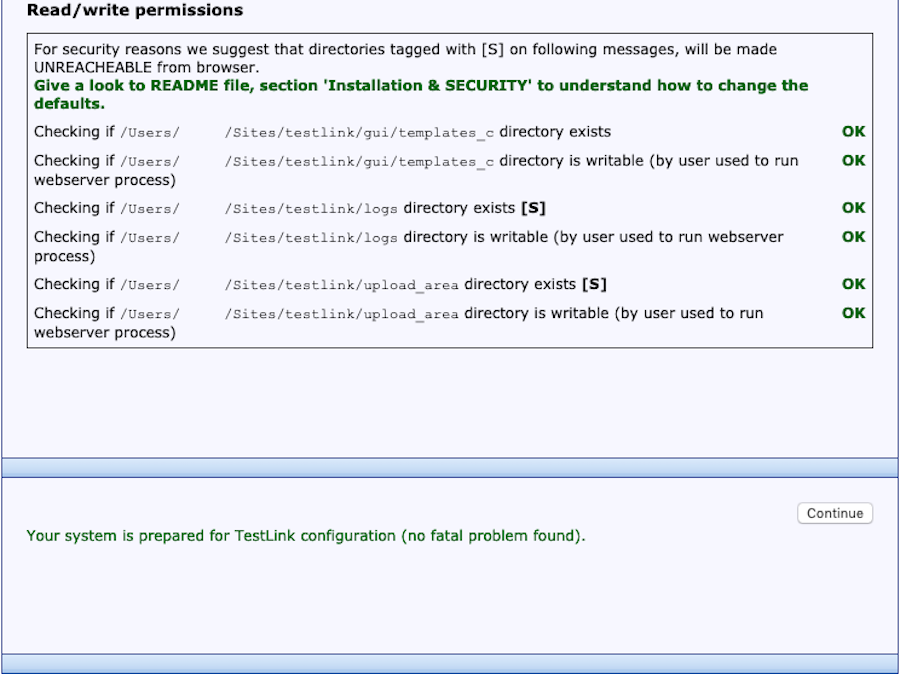 Read/write permissions
For security reasons we suggest that directories tagged with [S] on following messages, will be made
UNREACHEABLE from browser.
Give a look to README file, section 'Installation & SECURITY' to understand how to change the
defaults.
Checking if /Users/ /Sites/testlink/gui/templates_c directory exists OK
Checking if /Users/ /Sites/testlink/gui/templates_c directory is writable (by user used to run OK
webserver process)
Checking if /Users/ /Sites/testlink/logs directory exists [S] OK
Checking if /Users/ /Sites/testlink/logs directory is writable (by user used to run webserver OK
process)
Checking if /Users/ /Sites/testlink/upload_area directory exists [S] OK
Checking if /Users/ /Sites/testlink/upload_area directory is writable (by user used to run OK
webserver process)
Continue
Your system is prepared for TestLink configuration (no fatal problem found).